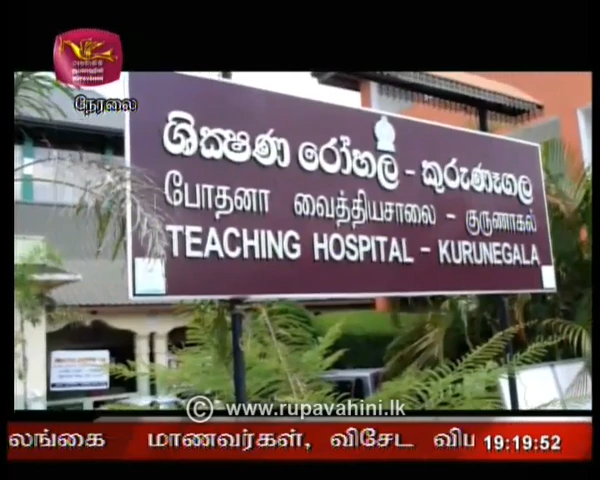 நேரலை
ශික්ෂණ රෝහල - කුරුණෑගල
போதனா வைத்தியசாலை - குருணாகல்
TEACHING HOSPITAL - KURUNEGALA
© www.rupavahini.lk
லங்கை மாணவர்கள், விசேட விப
19:19:52